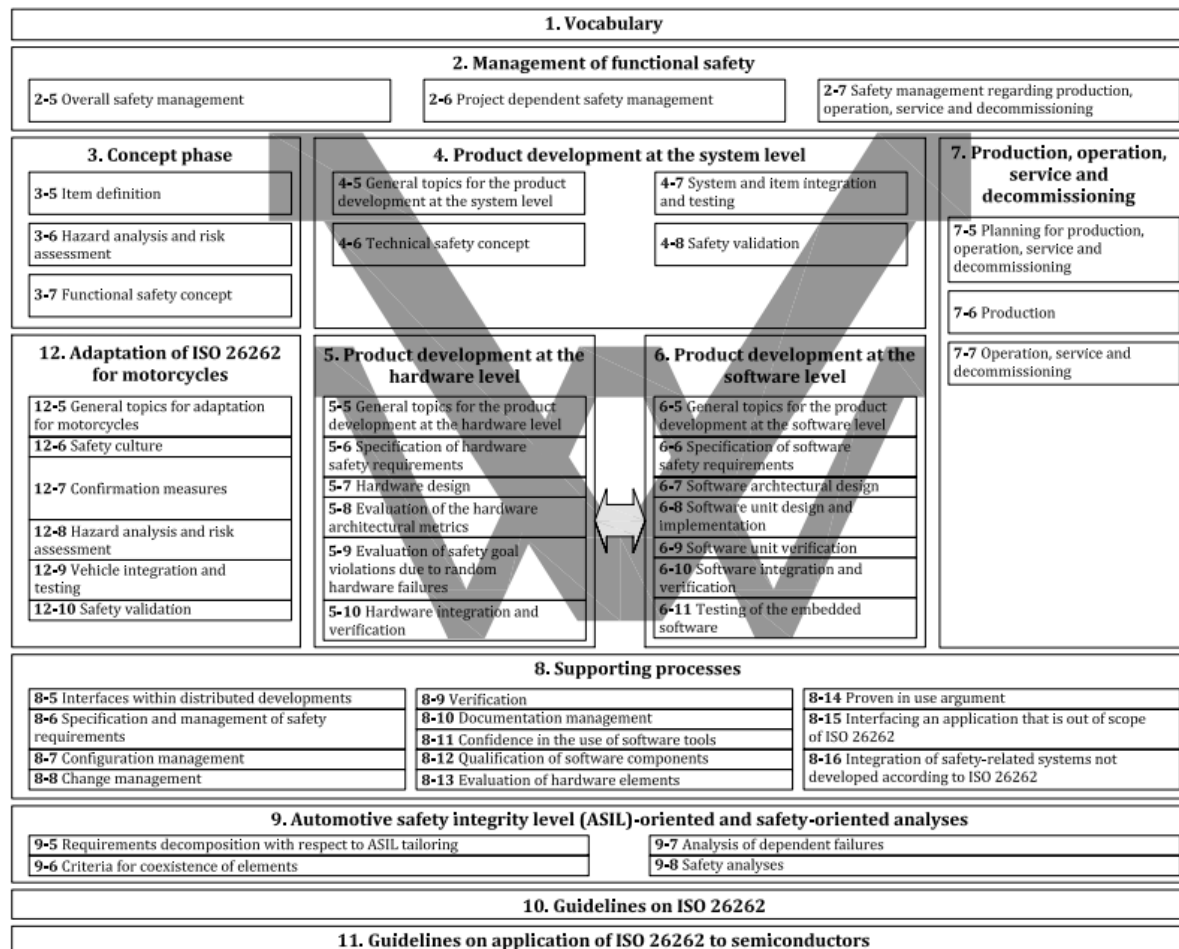 1. Vocabulary
2. Management of functional safety
2-5 Overall safety management
2-6 Project dependent safety management
2-7 Safety management regarding production,
operation, service and decommissioning
3. Concept phase
3-5 Item definition
3-6 Hazard analysis and risk
assessment
3-7 Functional safety concept
4. Product development at the system level
4-5 General topics for the product
development at the system level
4-6 Technical safety concept
4-7 System and item integration
and testing
4-8 Safety validation
7. Production, operation,
service and
decommissioning
7-5 Planning for production,
operation, service and
decommissioning
7-6 Production
7-7 Operation, service and
decommissioning
12. Adaptation of ISO 26262
for motorcycles
12-5 General topics for adaptation
for motorcycles
12-6 Safety culture
12-7 Confirmation measures
12-8 Hazard analysis and risk
assessment
12-9 Vehicle integration and
testing
12-10 Safety validation
5. Product development at the
hardware level
5-5 General topics for the product
development at the hardware level
5-6 Specification of hardware
safety requirements
5-7 Hardware design
5-8 Evaluation of the hardware
architectural metrics
5-9 Evaluation of safety goal
violations due to random
hardware failures
5-10 Hardware integration and
verification
6. Product development at the
software level
6-5 General topics for the product
development at the software level
6-6 Specification of software
safety requirements
6-7 Software archtectural design
6-8 Software unit design and
implementation
6-9 Software unit verification
6-10 Software integration and
verification
6-11 Testing of the embedded
software
8. Supporting processes
8-5 Interfaces within distributed developments
8-6 Specification and management of safety
requirements
8-7 Configuration management
8-8 Change management
8-9 Verification
8-10 Documentation management
8-11 Confidence in the use of software tools
8-12 Qualification of software components
8-13 Evaluation of hardware elements
8-14 Proven in use argument
8-15 Interfacing an application that is out of scope
of ISO 26262
8-16 Integration of safety-related systems not
developed according to ISO 26262
9. Automotive safety integrity level (ASIL)-oriented and safety-oriented analyses
9-5 Requirements decomposition with respect to ASIL tailoring
9-6 Criteria for coexistence of elements
9-7 Analysis of dependent failures
9-8 Safety analyses
10. Guidelines on ISO 26262
11. Guidelines on application of ISO 26262 to semiconductors